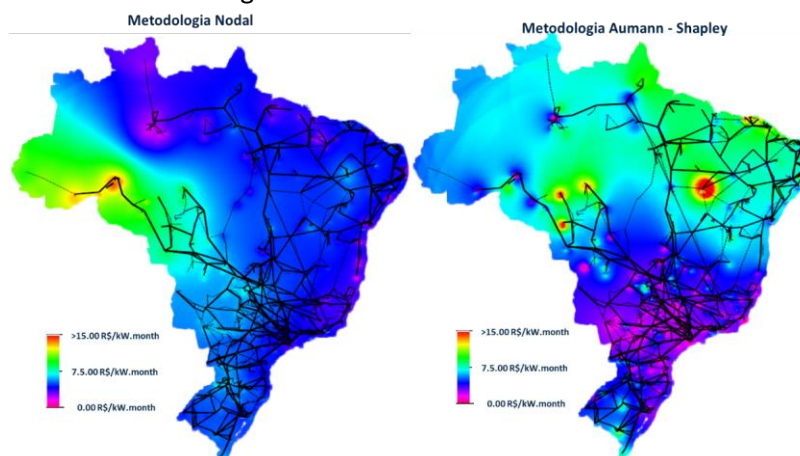 Metodologia Nodal
Metodologia Aumann - Shapley
>15.00 R$/kW.month
7.5.00 R$/kW.month
0.00 R$/kW.month
>15.00 R$/kW.month
7.5.00 R$/kW.month
0.00 R$/kW.month